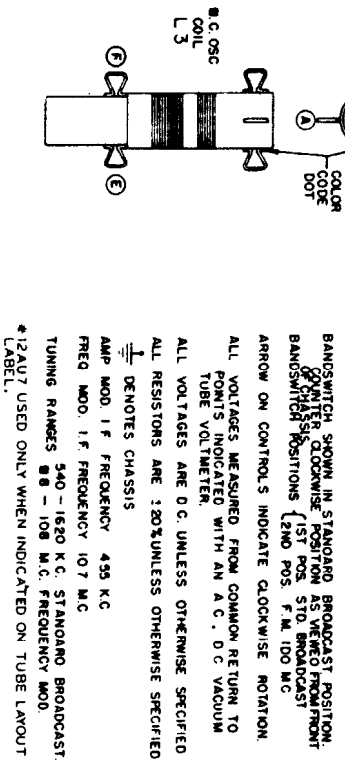 B.C. OSC
COIL
L 3
F
E
A
COLOR
CODE
DOT
BANDSWITCH SHOWN IN STANDARD BROADCAST POSITION.
COUNTER CLOCKWISE POSITION AS VIEWED FROM FRONT
OF CHASSIS.
BANDSWITCH POSITIONS (1ST POS. STD. BROADCAST
2ND POS. F.M. 100 MC
ARROW ON CONTROLS INDICATE CLOCKWISE ROTATION.
ALL VOLTAGES MEASURED FROM COMMON RETURN TO
POINTS INDICATED WITH AN A.C., D C VACUUM
TUBE VOLTMETER.
ALL VOLTAGES ARE D C. UNLESS OTHERWISE SPECIFIED
ALL RESISTORS ARE ±20% UNLESS OTHERWISE SPECIFIED
DENOTES CHASSIS
AMP MOD. I F FREQUENCY 455 K.C
FREQ MOD. I.F. FREQUENCY 10 7 M.C
TUNING RANGES 540 - 1620 K.C. STANDARD BROADCAST.
88 - 108 M.C. FREQUENCY MOD.
* 12AU7 USED ONLY WHEN INDICATED ON TUBE LAYOUT
LABEL.